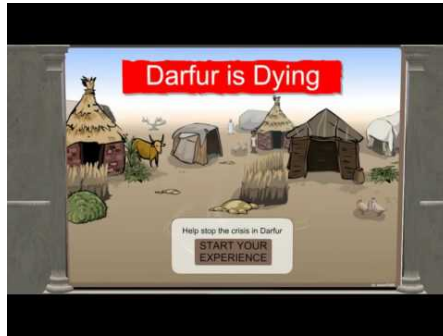 Darfur is Dying
Help stop the crisis in Darfur
START YOUR
EXPERIENCE